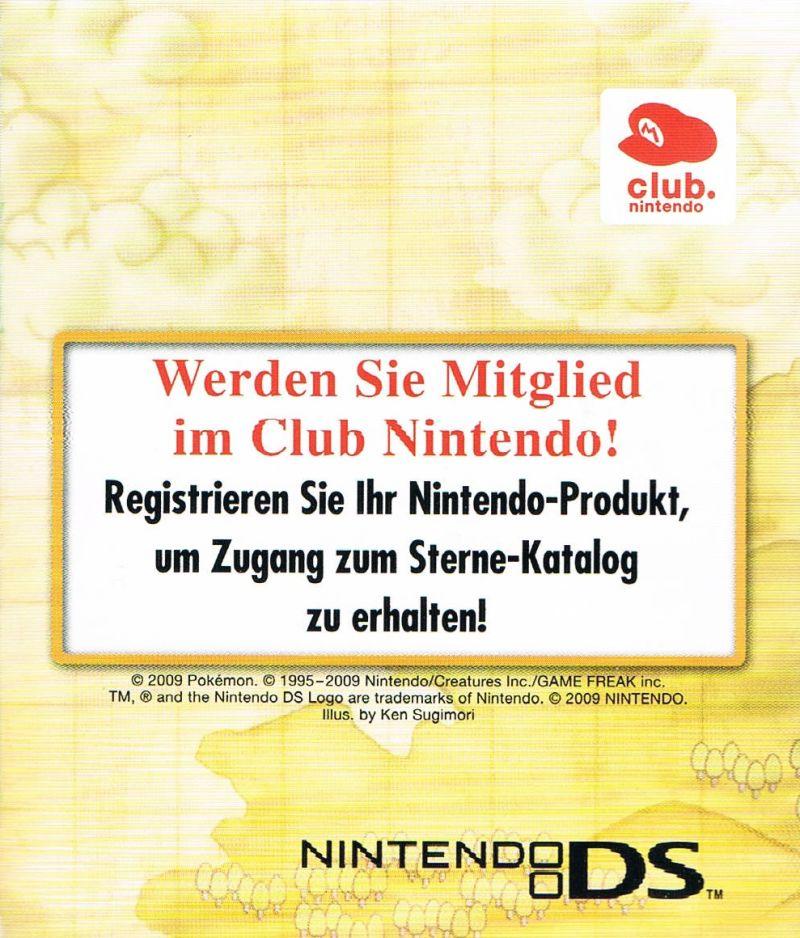 M
club.
nintendo
Werden Sie Mitglied
im Club Nintendo!
Registrieren Sie Ihr Nintendo-Produkt,
um Zugang zum Sterne-Katalog
zu erhalten!
© 2009 Pokémon. © 1995–2009 Nintendo/Creatures Inc./GAME FREAK inc.
TM, ® and the Nintendo DS Logo are trademarks of Nintendo. © 2009 NINTENDO.
Illus. by Ken Sugimori
NINTENDO DS™